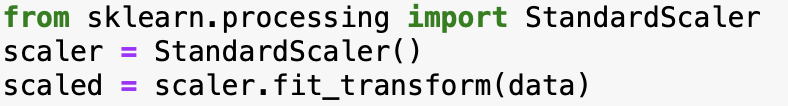 from sklearn.processing import StandardScaler
scaler = StandardScaler()
scaled = scaler.fit_transform(data)